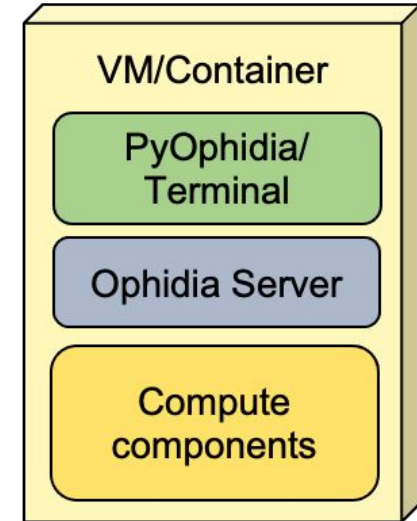 VM/Container
PyOphidia/
Terminal
Ophidia Server
Compute
components